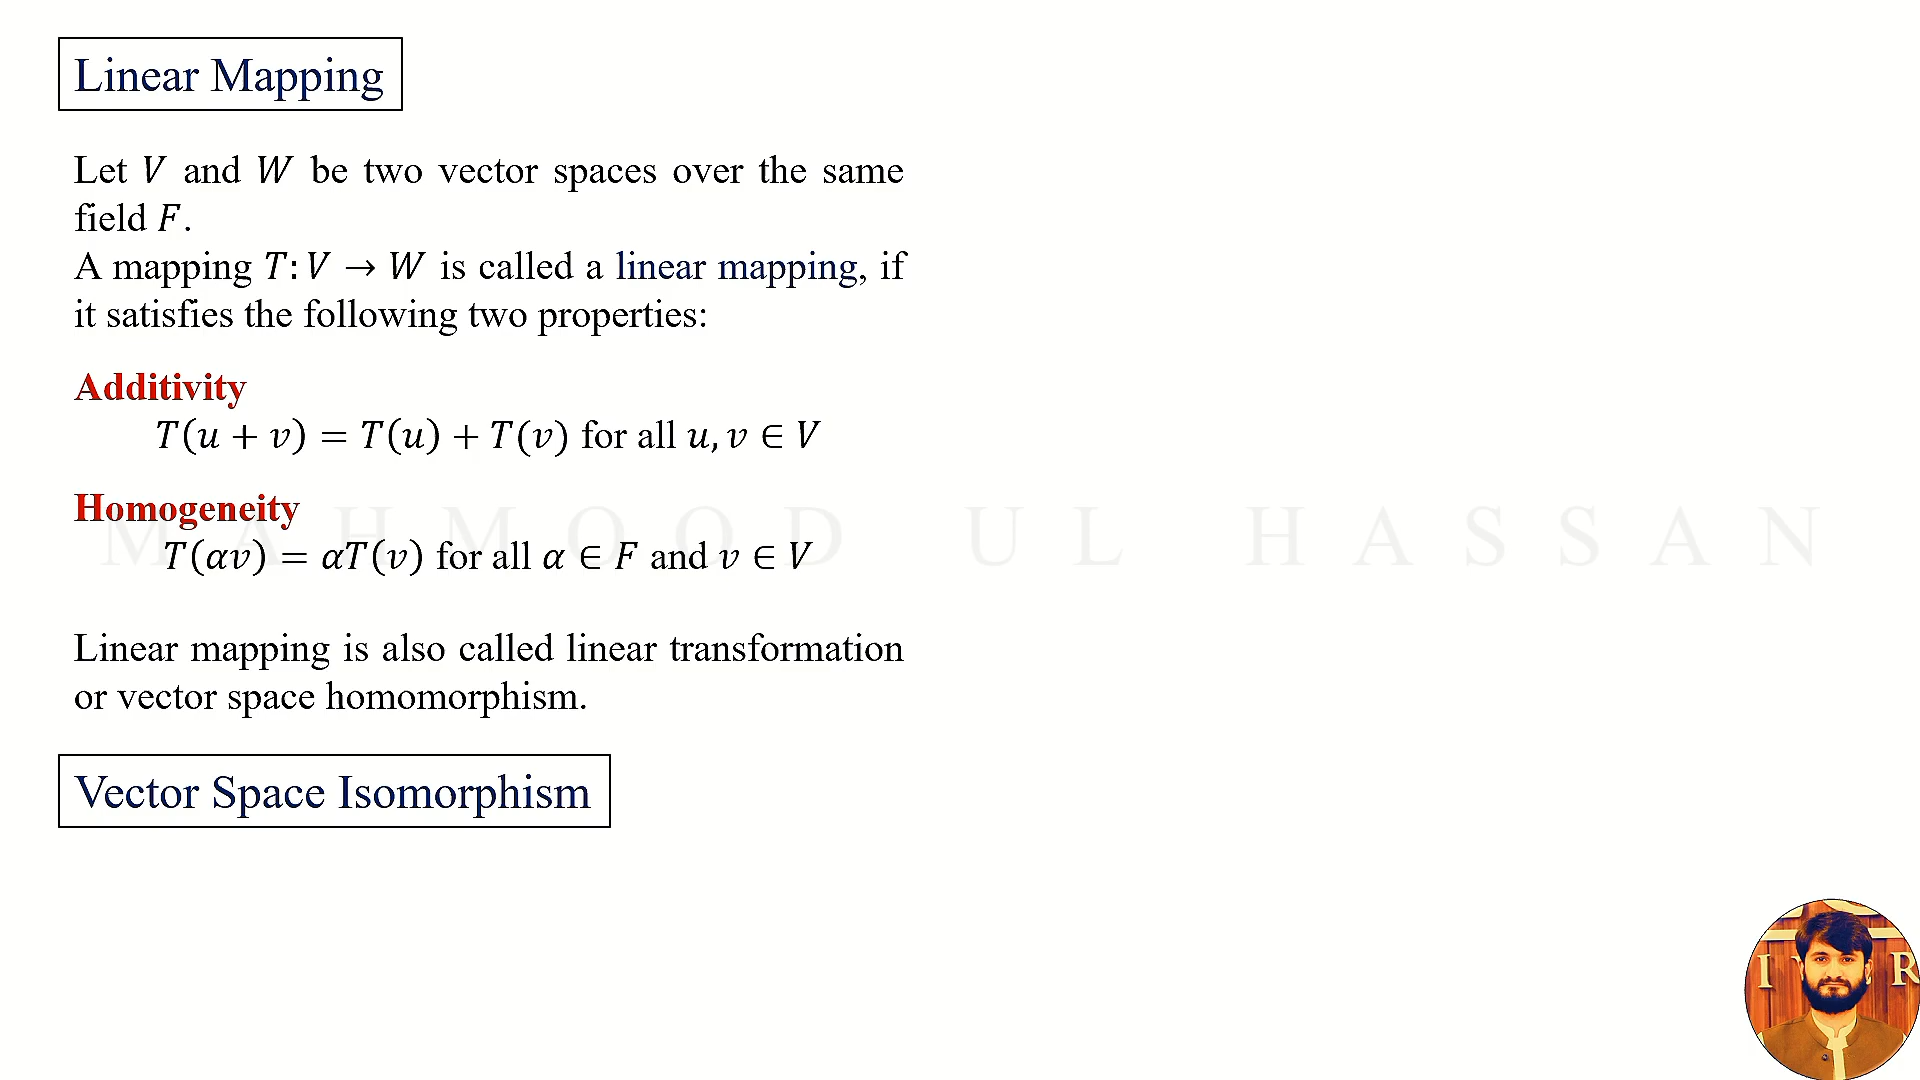 Linear Mapping
Let V and W be two vector spaces over the same
field F.
A mapping T: V → W is called a linear mapping, if
it satisfies the following two properties:
Additivity
T(u + v) = T(u) + T(v) for all u, v ∈ V
Homogeneity
T(αv) = αT(v) for all α ∈ F and v ∈ V
MAHMOOD UL HASSAN
Linear mapping is also called linear transformation
or vector space homomorphism.
Vector Space Isomorphism